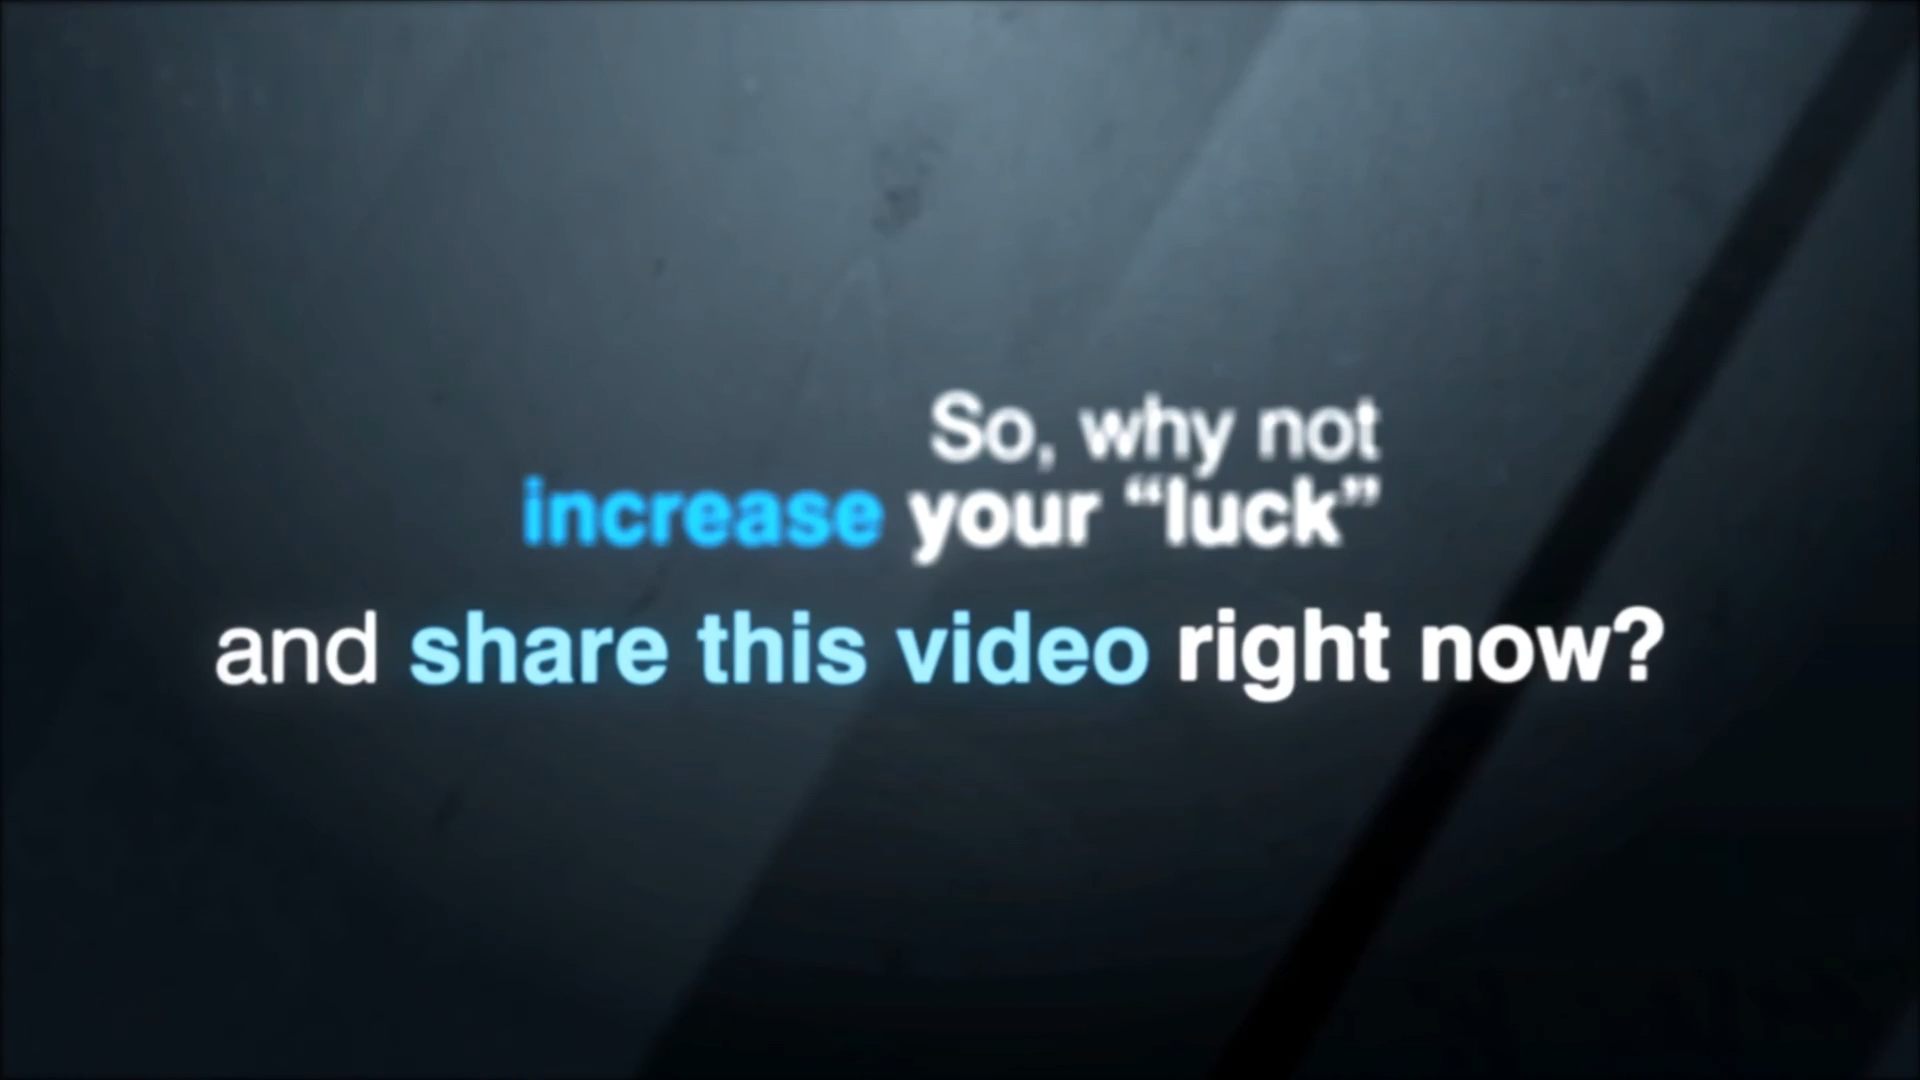 So, why not
increase your “luck”
and share this video right now?